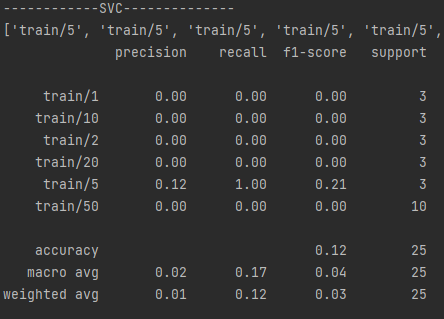 ------------SVC--------------
['train/5', 'train/5', 'train/5', 'train/5', 'train/5',
precision recall f1-score support
train/1 0.00 0.00 0.00 3
train/10 0.00 0.00 0.00 3
train/2 0.00 0.00 0.00 3
train/20 0.00 0.00 0.00 3
train/5 0.12 1.00 0.21 3
train/50 0.00 0.00 0.00 10
accuracy 0.12 25
macro avg 0.02 0.17 0.04 25
weighted avg 0.01 0.12 0.03 25